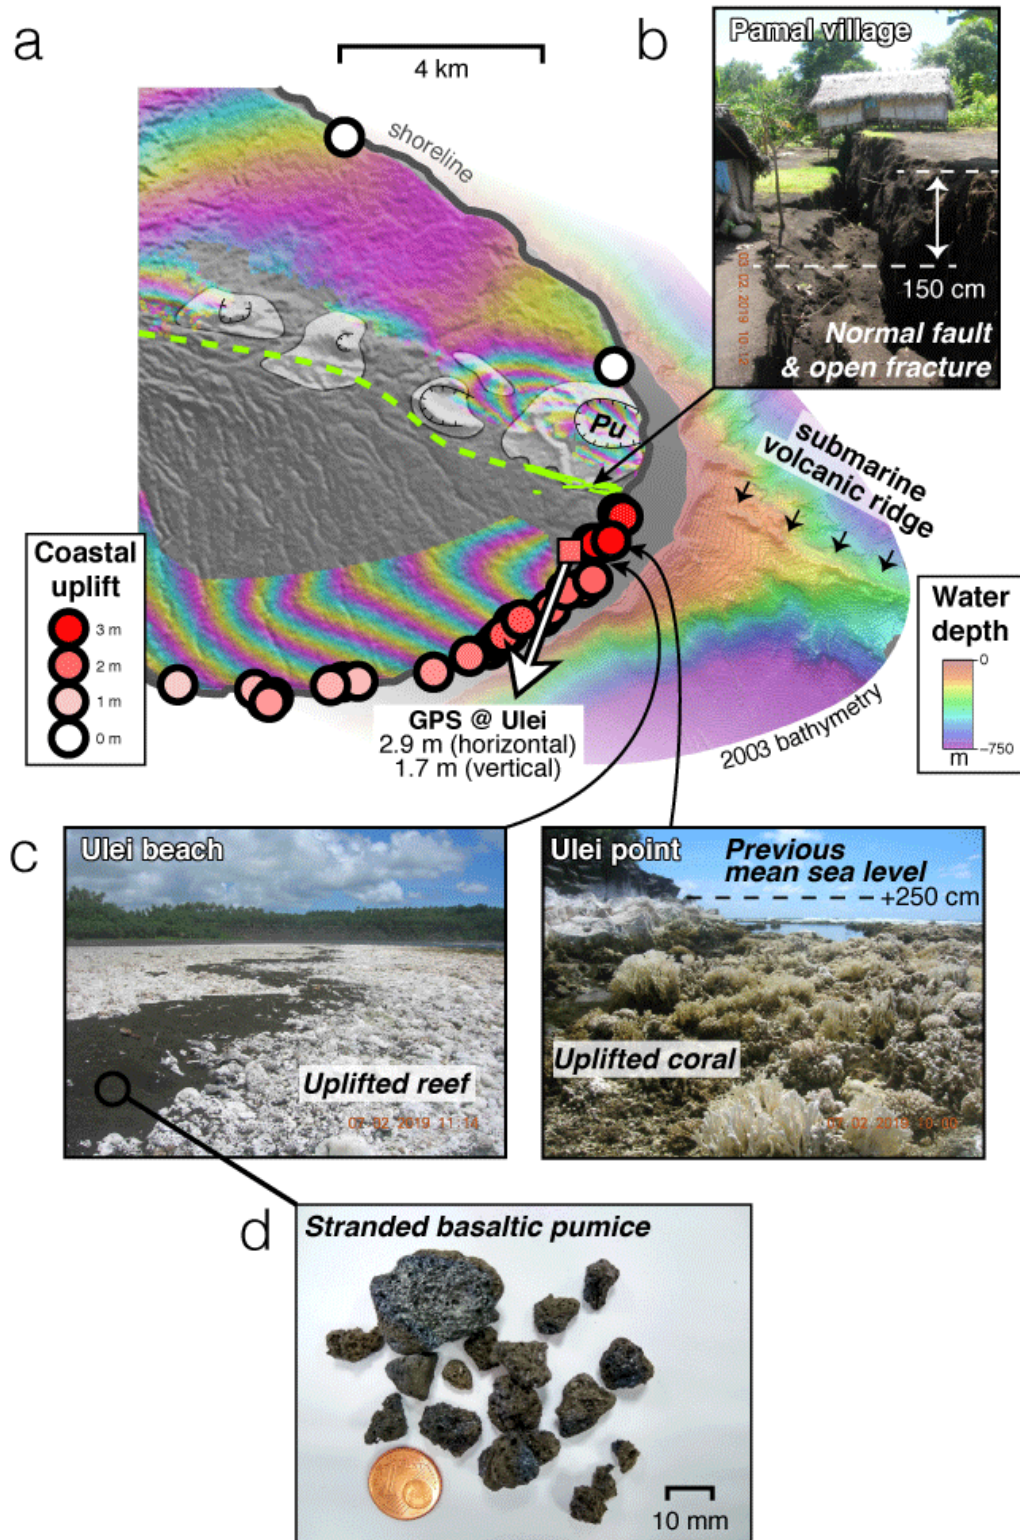 a
4 km
shoreline
Pu
submarine
volcanic ridge
2003 bathymetry
Coastal
uplift
3 m
2 m
1 m
0 m
GPS @ Ulei
2.9 m (horizontal)
1.7 m (vertical)
Water
depth
0
-750
m
b
Pamal village
150 cm
Normal fault
& open fracture
c
Ulei beach
Uplifted reef
Ulei point
Previous
mean sea level
+250 cm
Uplifted coral
d
Stranded basaltic pumice
10 mm